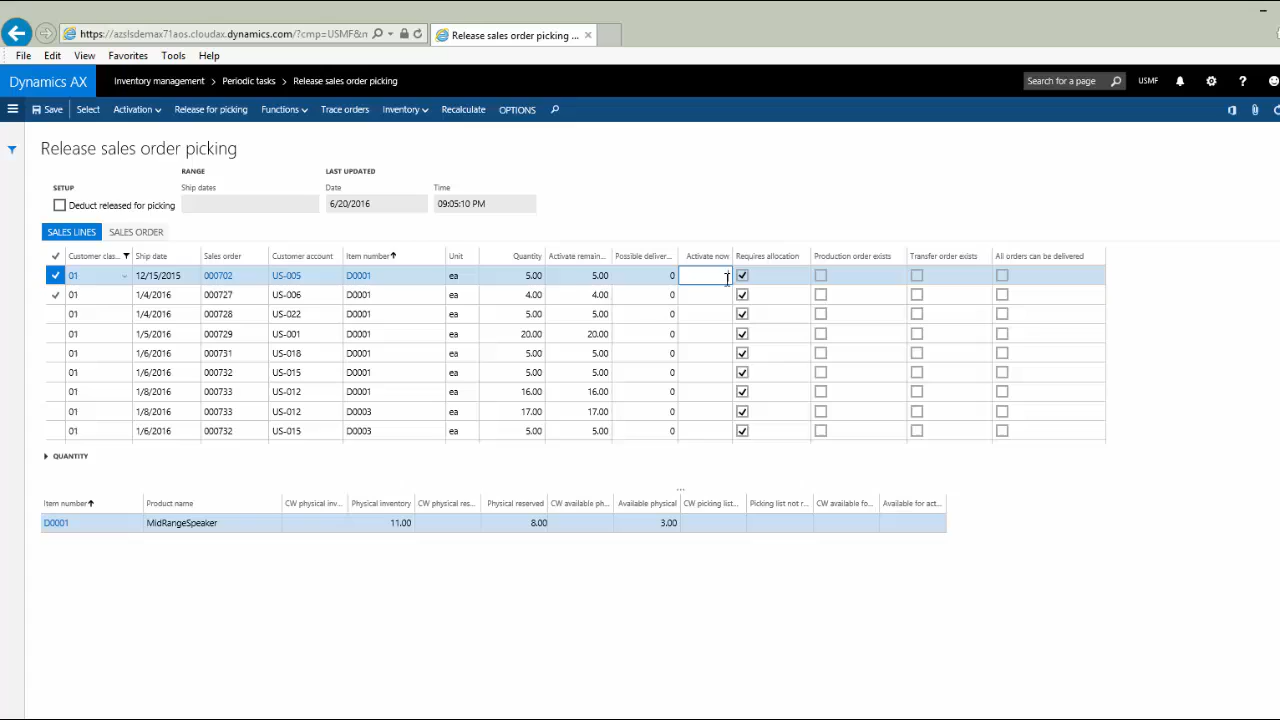 https://azslsdemax71aos.cloudax.dynamics.com/?cmp=USMF&n
Release sales order picking ...
File Edit View Favorites Tools Help
Dynamics AX Inventory management Periodic tasks Release sales order picking Search for a page USMF
Save Select Activation Release for picking Functions Trace orders Inventory Recalculate OPTIONS
Release sales order picking
RANGE LAST UPDATED
SETUP Ship dates Date Time
Deduct released for picking 6/20/2016 09:05:10 PM
SALES LINES SALES ORDER
Customer clas... Ship date Sales order Customer account Item number Unit Quantity Activate remain... Possible deliver... Activate now Requires allocation Production order exists Transfer order exists All orders can be delivered
01 12/15/2015 000702 US-005 D0001 ea 5.00 5.00 0
01 1/4/2016 000727 US-006 D0001 ea 4.00 4.00 0
01 1/4/2016 000728 US-022 D0001 ea 5.00 5.00 0
01 1/5/2016 000729 US-001 D0001 ea 20.00 20.00 0
01 1/6/2016 000731 US-018 D0001 ea 5.00 5.00 0
01 1/6/2016 000732 US-015 D0001 ea 5.00 5.00 0
01 1/8/2016 000733 US-012 D0001 ea 16.00 16.00 0
01 1/8/2016 000733 US-012 D0003 ea 17.00 17.00 0
01 1/6/2016 000732 US-015 D0003 ea 5.00 5.00 0
QUANTITY
...
Item number Product name CW physical inv... Physical inventory CW physical res... Physical reserved CW available ph... Available physical CW picking list... Picking list not r... CW available fo... Available for act...
D0001 MidRangeSpeaker 11.00 8.00 3.00